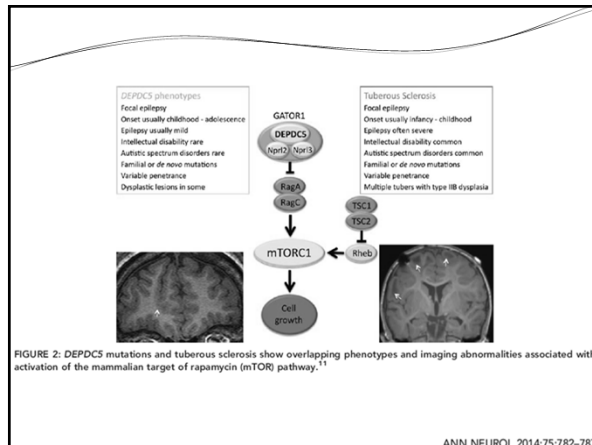 DEPDC5 phenotypes
Focal epilepsy
Onset usually childhood - adolescence
Epilepsy usually mild
Intellectual disability rare
Autistic spectrum disorders rare
Familial or de novo mutations
Variable penetrance
Dysplastic lesions in some
GATOR1
DEPDC5
Nprl2 Nprl3
RagA
RagC
mTORC1
Cell
growth
Tuberous Sclerosis
Focal epilepsy
Onset usually infancy - childhood
Epilepsy often severe
Intellectual disability common
Autistic spectrum disorders common
Familial or de novo mutations
Variable penetrance
Multiple tubers with type IIB dysplasia
TSC1
TSC2
Rheb
FIGURE 2: DEPDC5 mutations and tuberous sclerosis show overlapping phenotypes and imaging abnormalities associated with
activation of the mammalian target of rapamycin (mTOR) pathway.11
ANN NEUROL 2014;75:782–787